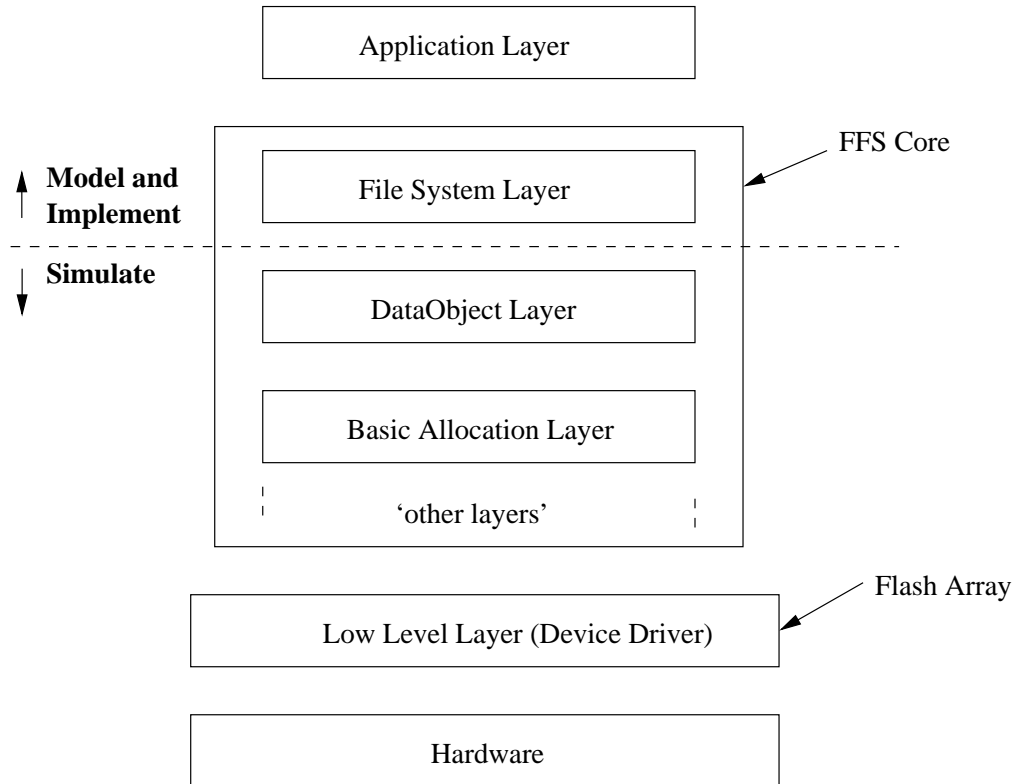 Application Layer
FFS Core
Model and
Implement
File System Layer
Simulate
DataObject Layer
Basic Allocation Layer
‘other layers’
Flash Array
Low Level Layer (Device Driver)
Hardware